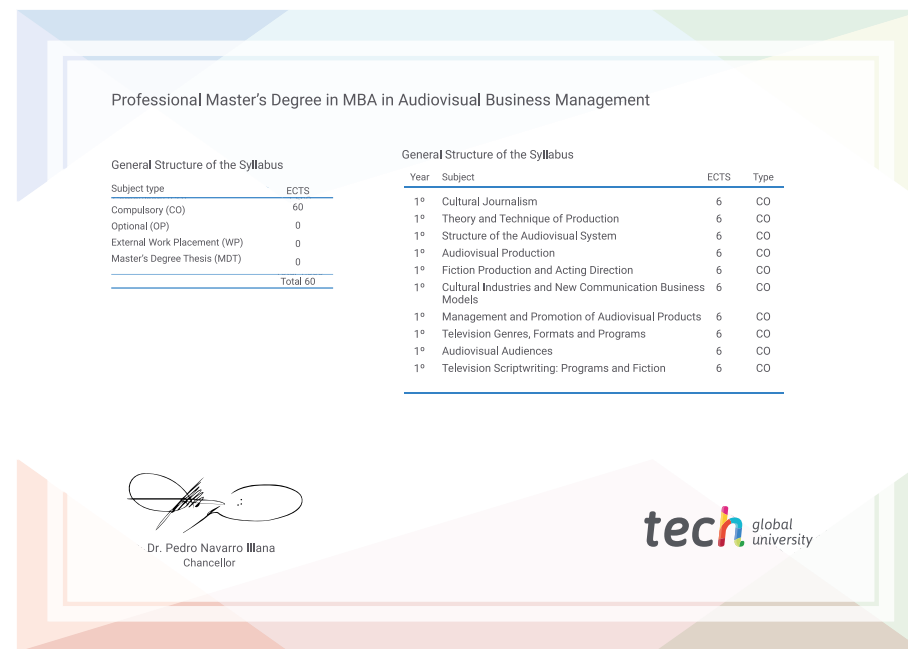 Professional Master's Degree in MBA in Audiovisual Business Management
General Structure of the Syllabus
Subject type ECTS
Compulsory (CO) 60
Optional (OP) 0
External Work Placement (WP) 0
Master's Degree Thesis (MDT) 0
Total 60
General Structure of the Syllabus
Year Subject ECTS Type
1º Cultural Journalism 6 CO
1º Theory and Technique of Production 6 CO
1º Structure of the Audiovisual System 6 CO
1º Audiovisual Production 6 CO
1º Fiction Production and Acting Direction 6 CO
1º Cultural Industries and New Communication Business 6 CO
Models
1º Management and Promotion of Audiovisual Products 6 CO
1º Television Genres, Formats and Programs 6 CO
1º Audiovisual Audiences 6 CO
1º Television Scriptwriting: Programs and Fiction 6 CO
Dr. Pedro Navarro Illana
Chancellor
tech global
university